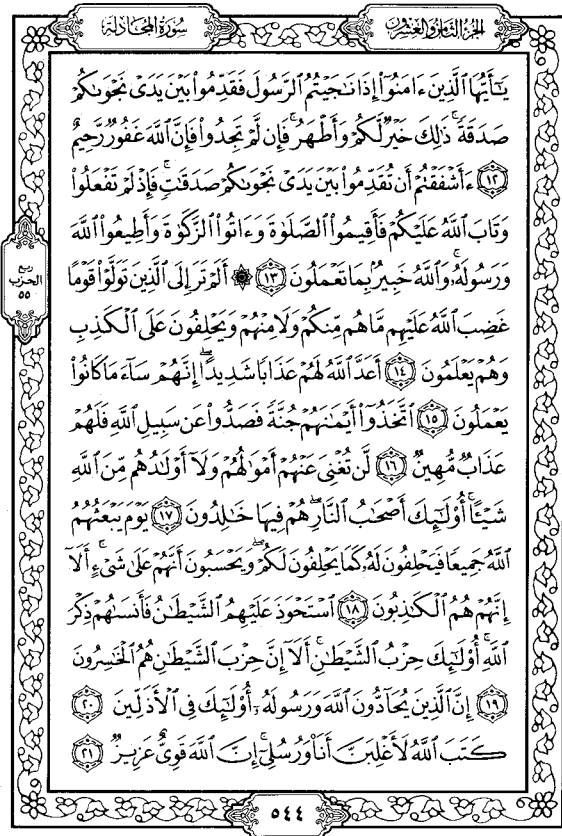 الجزء الثامن والعشرون
سورة المجادلة
يَـٰٓأَيُّهَا ٱلَّذِينَ ءَامَنُوٓا۟ إِذَا نَـٰجَيْتُمُ ٱلرَّسُولَ فَقَدِّمُوا۟ بَيْنَ يَدَىْ نَجْوَىٰكُمْ
صَدَقَةً ۚ ذَٰلِكَ خَيْرٌ لَّكُمْ وَأَطْهَرُ ۚ فَإِن لَّمْ تَجِدُوا۟ فَإِنَّ ٱللَّهَ غَفُورٌ رَّحِيمٌ
١٢ ءَأَشْفَقْتُمْ أَن تُقَدِّمُوا۟ بَيْنَ يَدَىْ نَجْوَىٰكُمْ صَدَقَـٰتٍ ۚ فَإِذْ لَمْ تَفْعَلُوا۟
وَتَابَ ٱللَّهُ عَلَيْكُمْ فَأَقِيمُوا۟ ٱلصَّلَوٰةَ وَءَاتُوا۟ ٱلزَّكَوٰةَ وَأَطِيعُوا۟ ٱللَّهَ
وَرَسُولَهُۥ ۚ وَٱللَّهُ خَبِيرٌۢ بِمَا تَعْمَلُونَ ١٣ ۞ أَلَمْ تَرَ إِلَى ٱلَّذِينَ تَوَلَّوْا۟ قَوْمًا
ربع
الحزب
٥٥
غَضِبَ ٱللَّهُ عَلَيْهِم مَّا هُم مِّنكُمْ وَلَا مِنْهُمْ وَيَحْلِفُونَ عَلَى ٱلْكَذِبِ
وَهُمْ يَعْلَمُونَ ١٤ أَعَدَّ ٱللَّهُ لَهُمْ عَذَابًا شَدِيدًا ۖ إِنَّهُمْ سَآءَ مَا كَانُوا۟
يَعْمَلُونَ ١٥ ٱتَّخَذُوٓا۟ أَيْمَـٰنَهُمْ جُنَّةً فَصَدُّوا۟ عَن سَبِيلِ ٱللَّهِ فَلَهُمْ
عَذَابٌ مُّهِينٌ ١٦ لَّن تُغْنِىَ عَنْهُمْ أَمْوَٰلُهُمْ وَلَآ أَوْلَـٰدُهُم مِّنَ ٱللَّهِ
شَيْـًٔا ۚ أُو۟لَـٰٓئِكَ أَصْحَـٰبُ ٱلنَّارِ ۖ هُمْ فِيهَا خَـٰلِدُونَ ١٧ يَوْمَ يَبْعَثُهُمُ
ٱللَّهُ جَمِيعًا فَيَحْلِفُونَ لَهُۥ كَمَا يَحْلِفُونَ لَكُمْ ۖ وَيَحْسَبُونَ أَنَّهُمْ عَلَىٰ شَىْءٍ ۚ أَلَآ
إِنَّهُمْ هُمُ ٱلْكَـٰذِبُونَ ١٨ ٱسْتَحْوَذَ عَلَيْهِمُ ٱلشَّيْطَـٰنُ فَأَنسَىٰهُمْ ذِكْرَ
ٱللَّهِ ۚ أُو۟لَـٰٓئِكَ حِزْبُ ٱلشَّيْطَـٰنِ ۚ أَلَآ إِنَّ حِزْبَ ٱلشَّيْطَـٰنِ هُمُ ٱلْخَـٰسِرُونَ
١٩ إِنَّ ٱلَّذِينَ يُحَآدُّونَ ٱللَّهَ وَرَسُولَهُۥٓ أُو۟لَـٰٓئِكَ فِى ٱلْأَذَلِّينَ ٢٠
كَتَبَ ٱللَّهُ لَأَغْلِبَنَّ أَنَا۠ وَرُسُلِىٓ ۚ إِنَّ ٱللَّهَ قَوِىٌّ عَزِيزٌ ٢١
٥٤٤